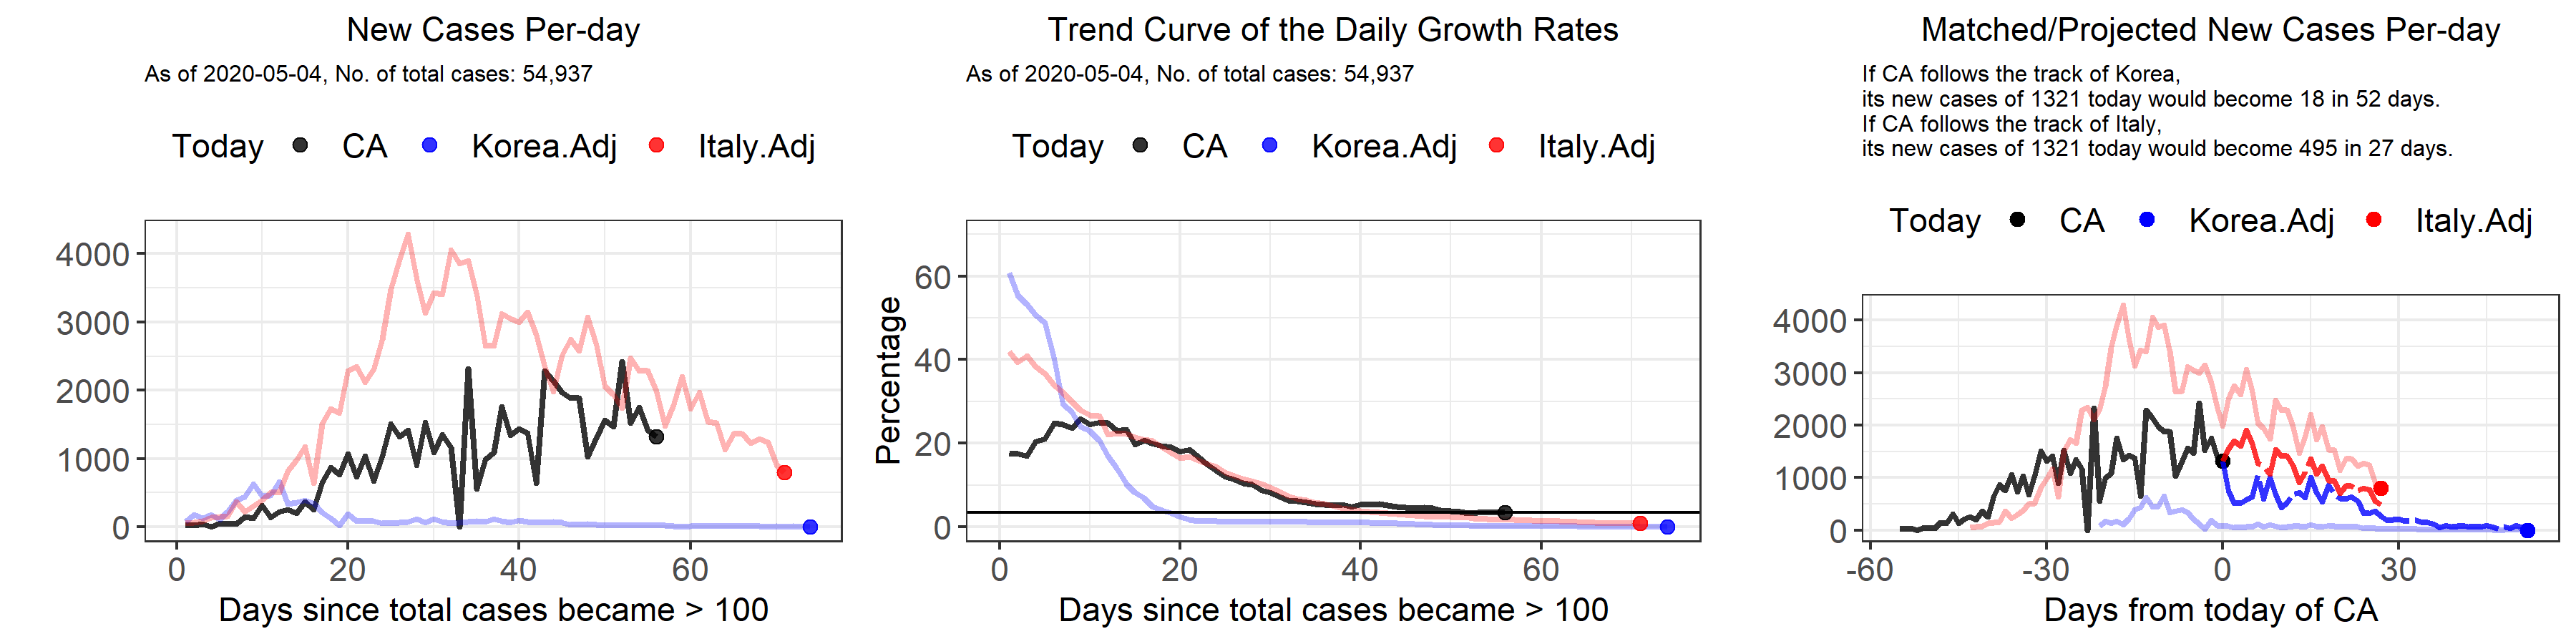 New Cases Per-day
As of 2020-05-04, No. of total cases: 54,937
Today CA Korea.Adj Italy.Adj
4000
3000
2000
1000
0
0 20 40 60
Days since total cases became > 100
Trend Curve of the Daily Growth Rates
As of 2020-05-04, No. of total cases: 54,937
Today CA Korea.Adj Italy.Adj
Percentage
60
40
20
0
0 20 40 60
Days since total cases became > 100
Matched/Projected New Cases Per-day
If CA follows the track of Korea,
its new cases of 1321 today would become 18 in 52 days.
If CA follows the track of Italy,
its new cases of 1321 today would become 495 in 27 days.
Today CA Korea.Adj Italy.Adj
4000
3000
2000
1000
0
-60 -30 0 30
Days from today of CA